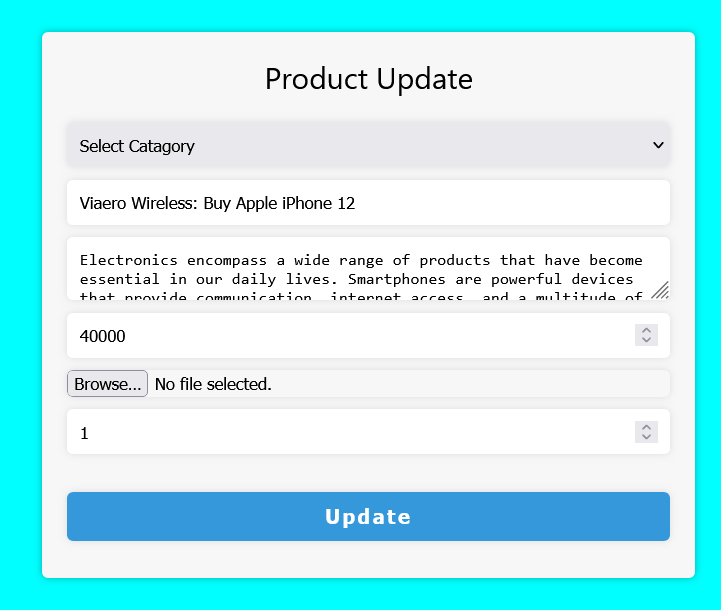 Product Update
Select Catagory
Viaero Wireless: Buy Apple iPhone 12
Electronics encompass a wide range of products that have become
essential in our daily lives. Smartphones are powerful devices
that provide communication, internet access, and a multitude of
40000
Browse... No file selected.
1
Update